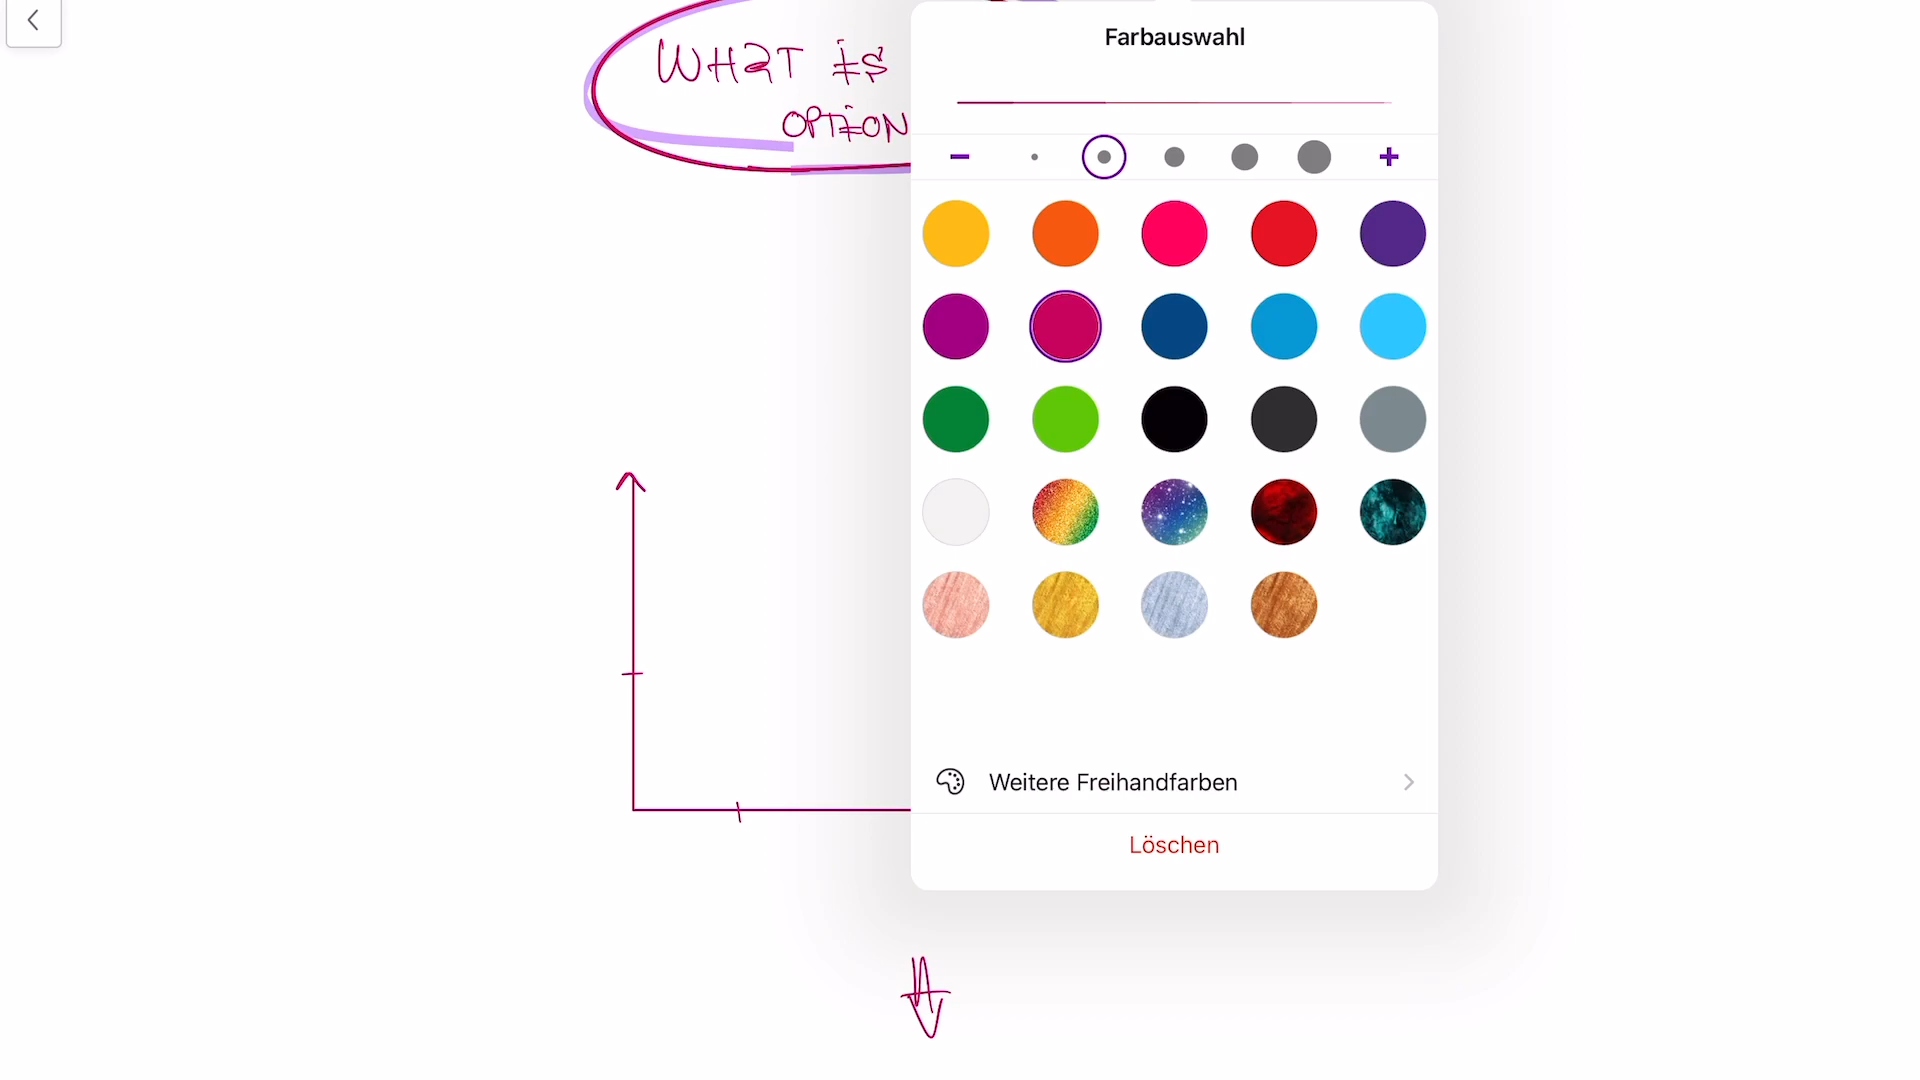 WHAT IS
OPTION
Farbauswahl
Weitere Freihandfarben
Löschen